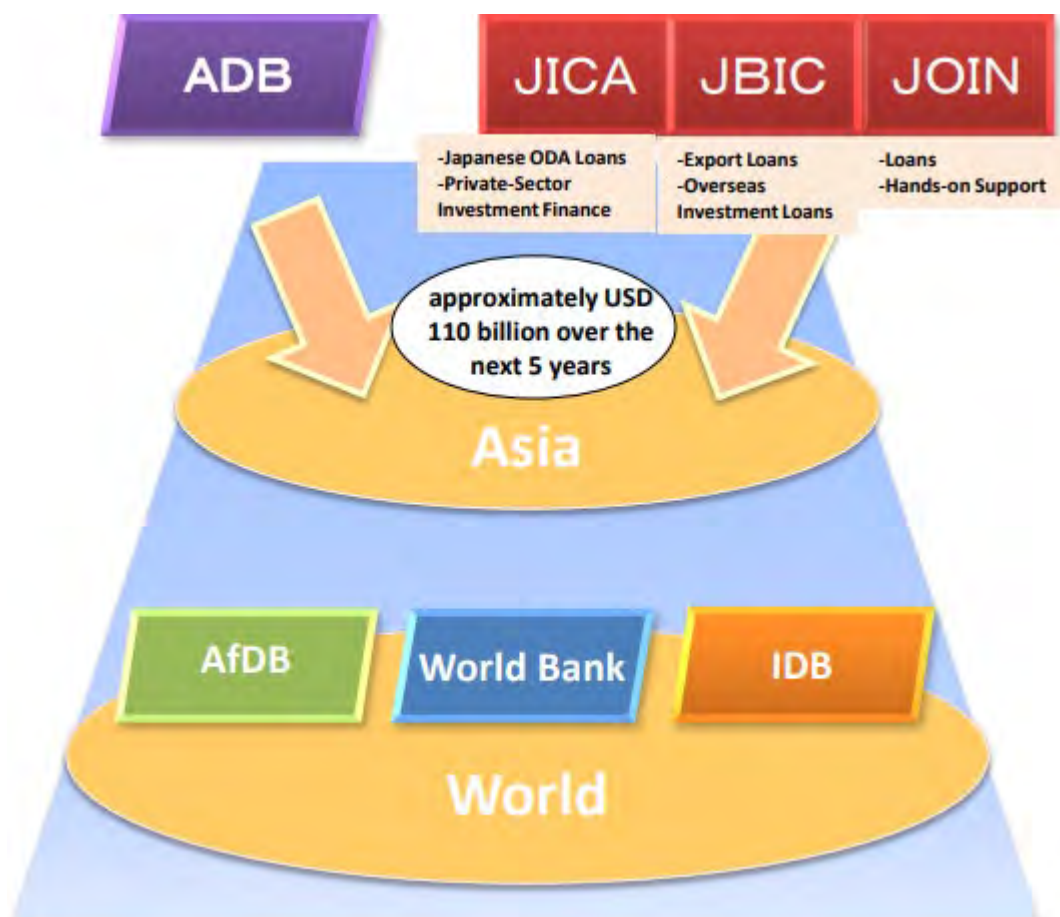 ADB
JICA
JBIC
JOIN
-Japanese ODA Loans
-Private-Sector
Investment Finance
-Export Loans
-Overseas
Investment Loans
-Loans
-Hands-on Support
approximately USD
110 billion over the
next 5 years
Asia
AfDB
World Bank
IDB
World